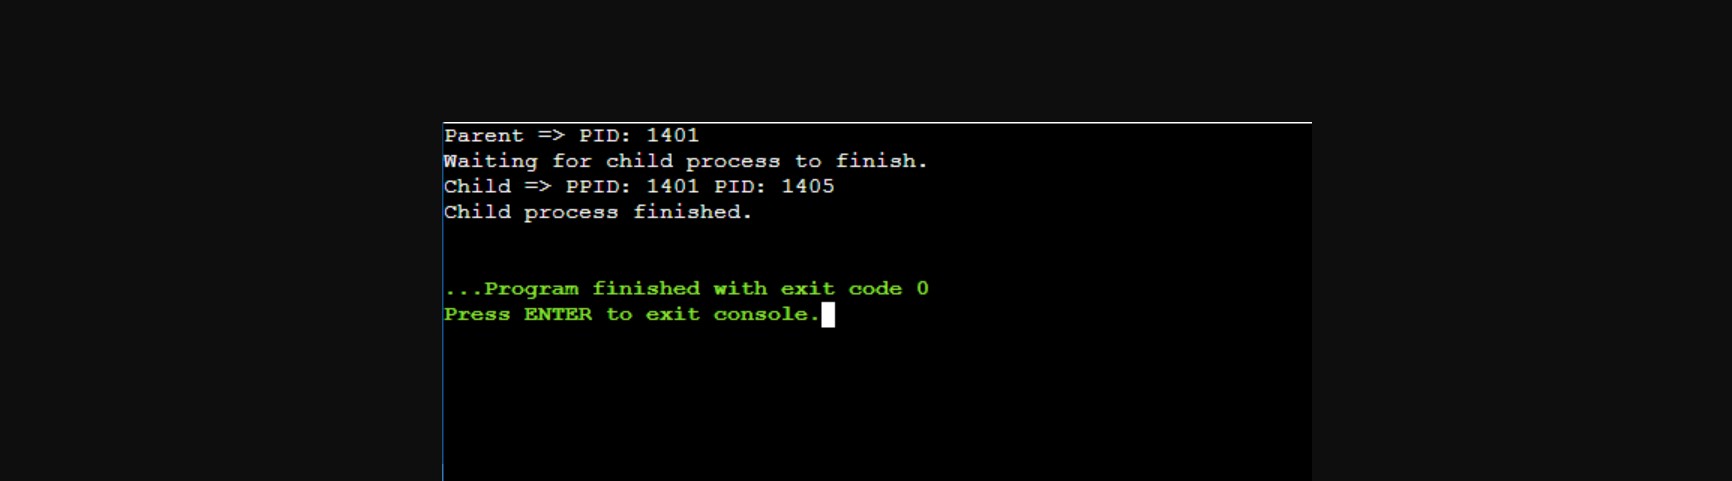 Parent => PID: 1401
Waiting for child process to finish.
Child => PPID: 1401 PID: 1405
Child process finished.
...Program finished with exit code 0
Press ENTER to exit console.